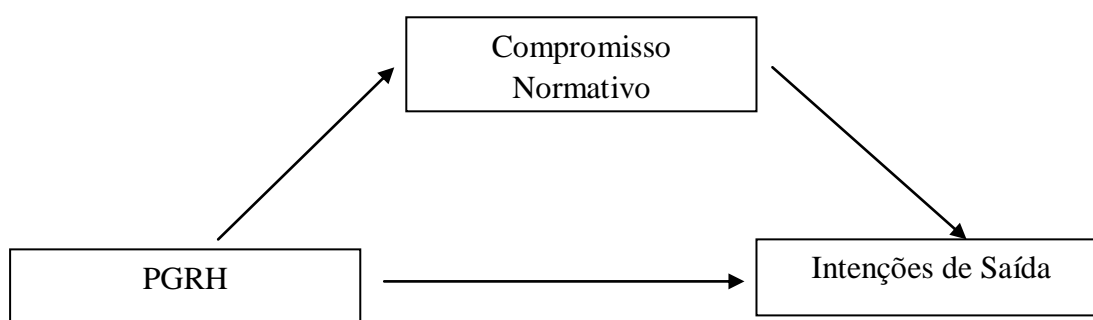 Compromisso
Normativo
PGRH
Intenções de Saída